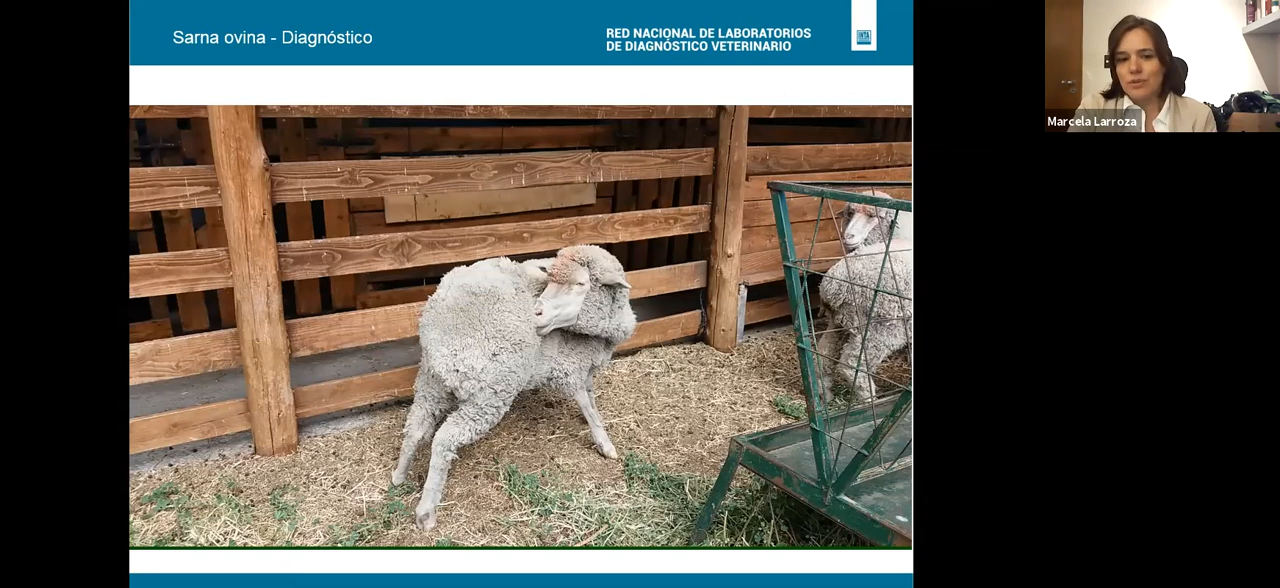 Sarna ovina - Diagnóstico
RED NACIONAL DE LABORATORIOS
DE DIAGNÓSTICO VETERINARIO
INTA
Marcela Larroza